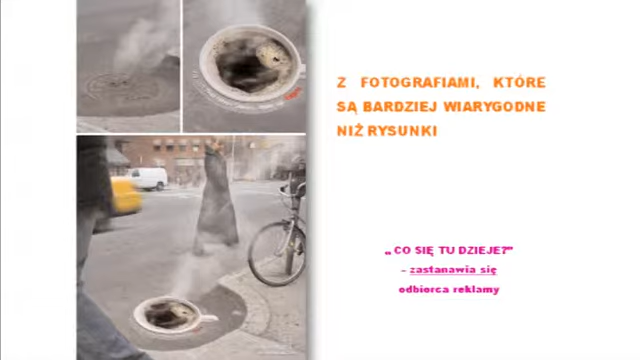 Z FOTOGRAFIAMI, KTÓRE
SĄ BARDZIEJ WIARYGODNE
NIŻ RYSUNKI
„CO SIĘ TU DZIEJE?”
– zastanawia się
odbiorca reklamy